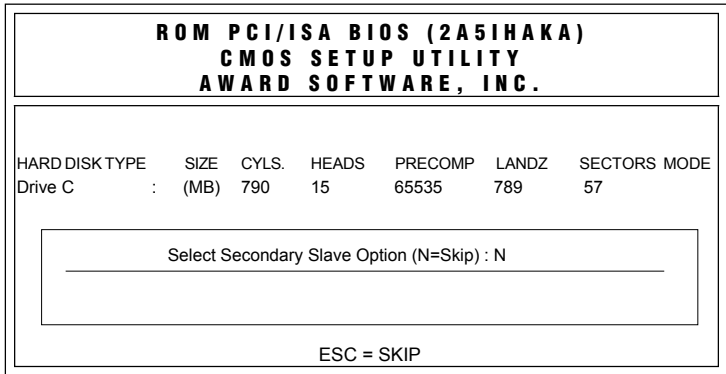 ROM PCI/ISA BIOS (2A5IHAKA)
CMOS SETUP UTILITY
AWARD SOFTWARE, INC.
HARD DISK TYPE SIZE CYLS. HEADS PRECOMP LANDZ SECTORS MODE
Drive C : (MB) 790 15 65535 789 57
Select Secondary Slave Option (N=Skip) : N
ESC = SKIP